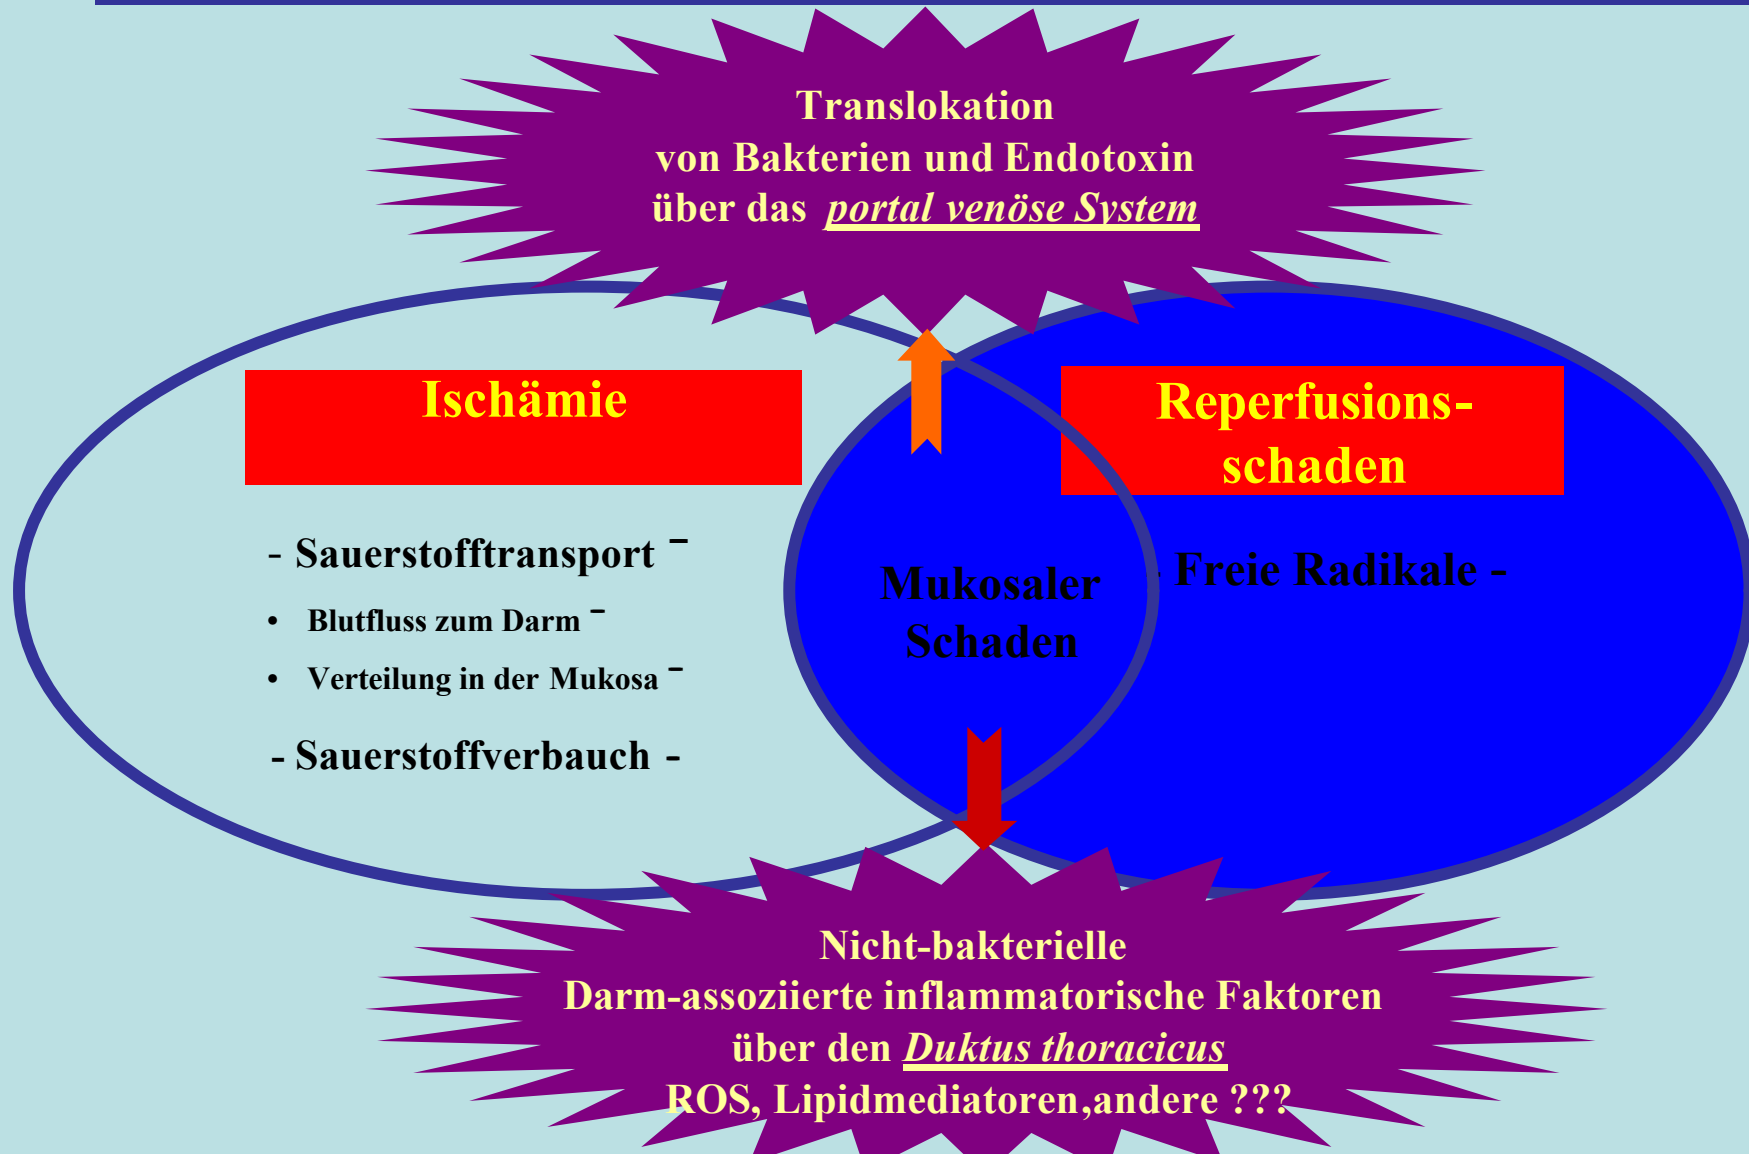 Translokation
von Bakterien und Endotoxin
über das portal venöse System
Ischämie
- Sauerstofftransport ¯
• Blutfluss zum Darm ¯
• Verteilung in der Mukosa ¯
- Sauerstoffverbauch -
Mukosaler
Schaden
Reperfusions-
schaden
- Freie Radikale -
Nicht-bakterielle
Darm-assoziierte inflammatorische Faktoren
über den Duktus thoracicus
ROS, Lipidmediatoren,andere ???